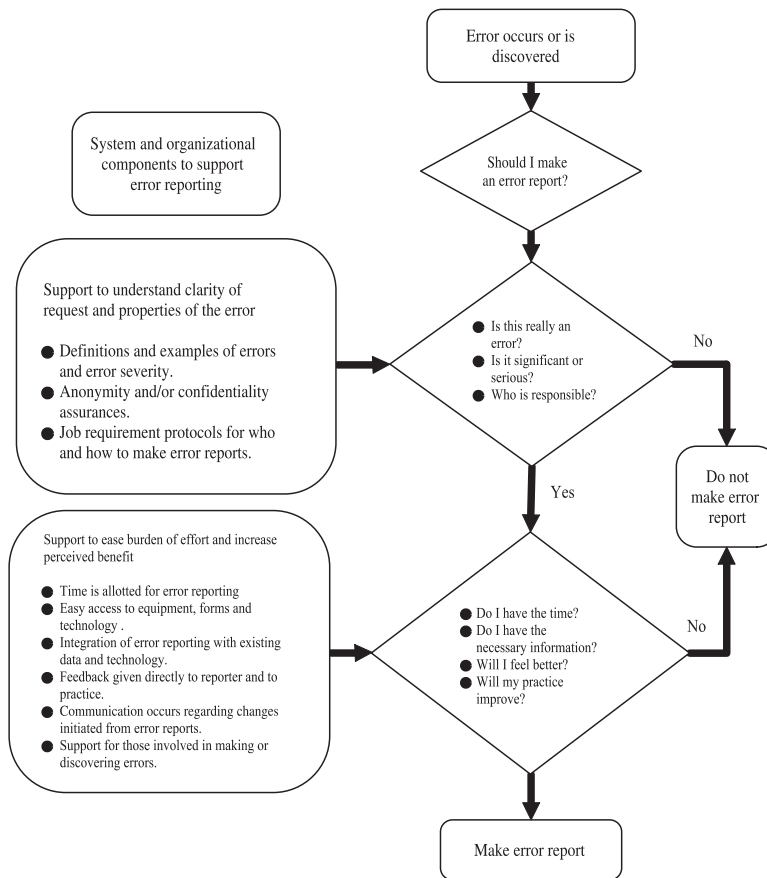 Error occurs or is
discovered
System and organizational
components to support
error reporting
Should I make
an error report?
Support to understand clarity of
request and properties of the error
● Definitions and examples of errors
and error severity.
● Anonymity and/or confidentiality
assurances.
● Job requirement protocols for who
and how to make error reports.
● Is this really an
error?
● Is it significant or
serious?
● Who is responsible?
No
Yes
Do not
make error
report
Support to ease burden of effort and increase
perceived benefit
● Time is allotted for error reporting
● Easy access to equipment, forms and
technology .
● Integration of error reporting with existing
data and technology.
● Feedback given directly to reporter and to
practice.
● Communication occurs regarding changes
initiated from error reports.
● Support for those involved in making or
discovering errors.
● Do I have the time?
● Do I have the
necessary information?
● Will I feel better?
● Will my practice
improve?
No
Make error report